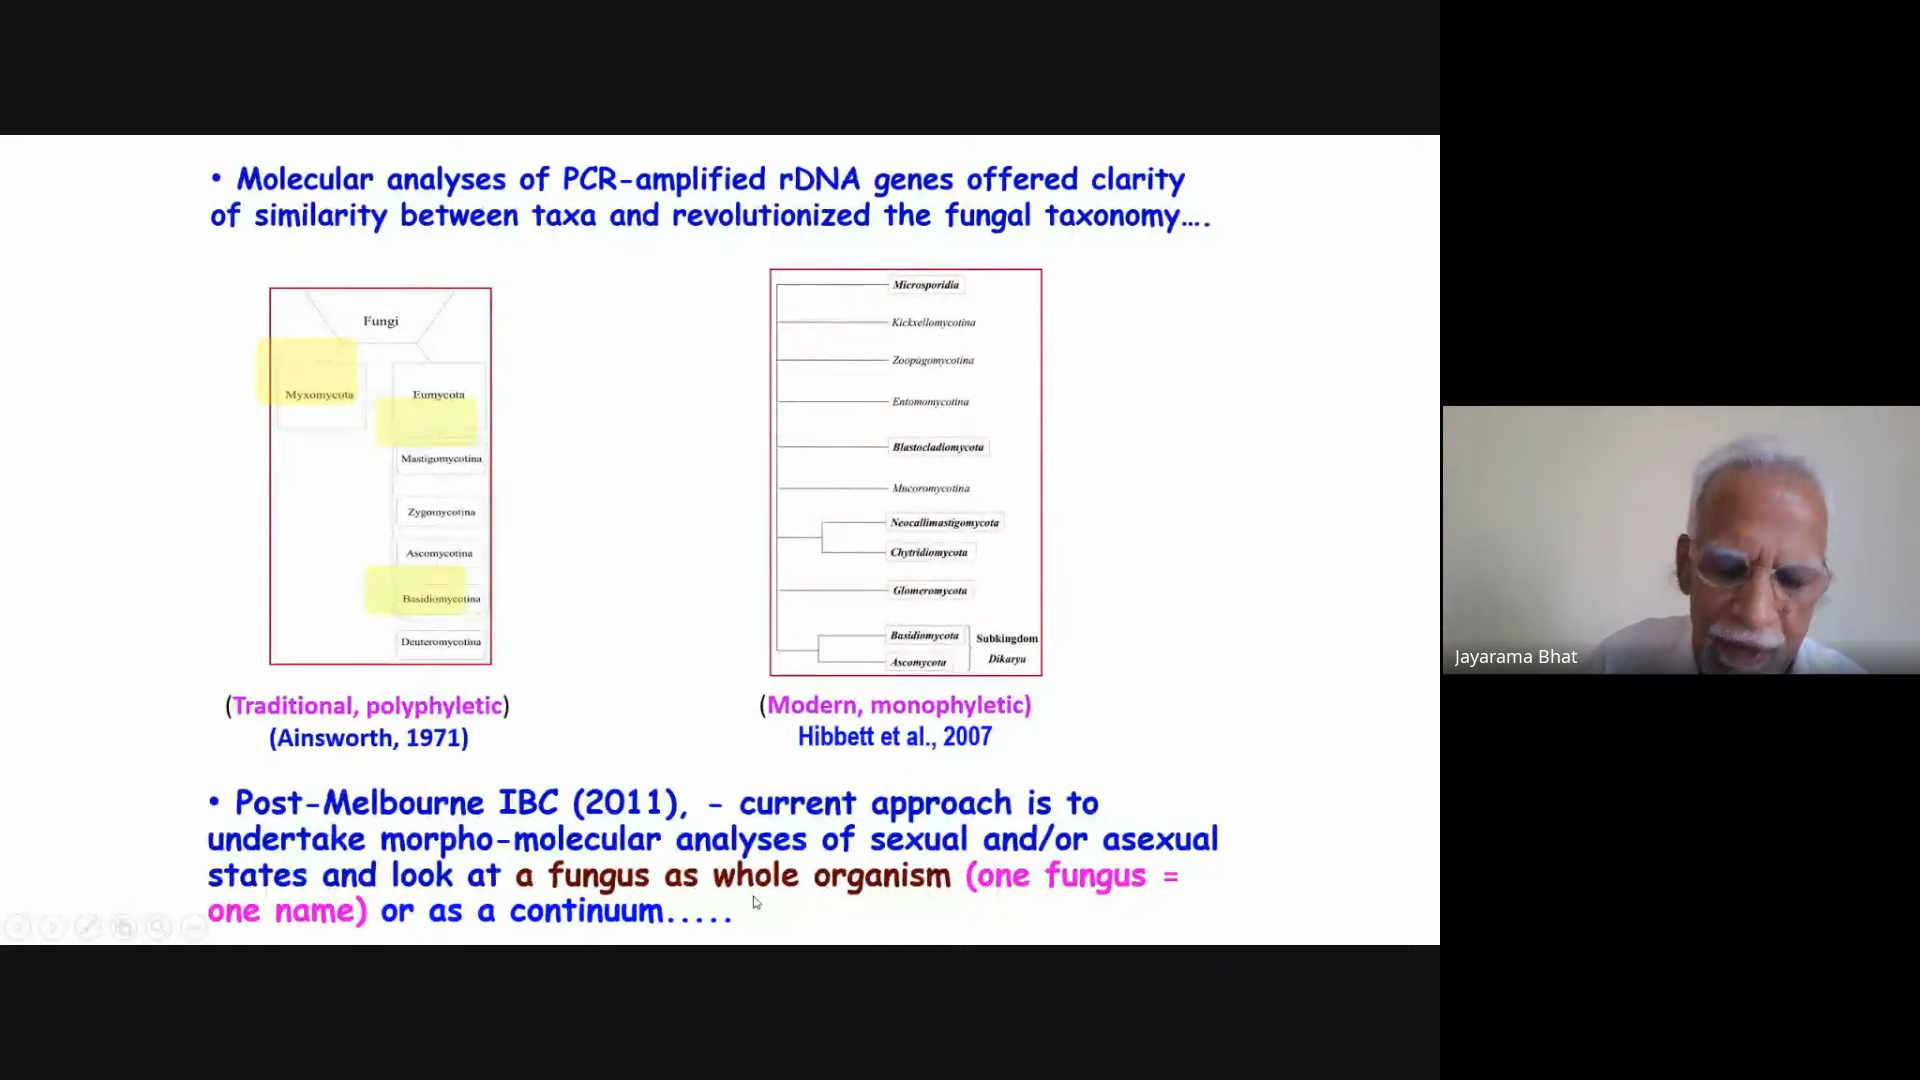 • Molecular analyses of PCR-amplified rDNA genes offered clarity
of similarity between taxa and revolutionized the fungal taxonomy....
Fungi
Myxomycota
Eumycota
Mastigomycotina
Zygomycotina
Ascomycotina
Basidiomycotina
Deuteromycotina
(Traditional, polyphyletic)
(Ainsworth, 1971)
Microsporidia
Kickxellomycotina
Zoopagomycotina
Entomomycotina
Blastocladiomycota
Mucoromycotina
Neocallimastigomycota
Chytridiomycota
Glomeromycota
Basidiomycota
Ascomycota
Subkingdom
Dikarya
(Modern, monophyletic)
Hibbett et al., 2007
• Post-Melbourne IBC (2011), - current approach is to
undertake morpho-molecular analyses of sexual and/or asexual
states and look at a fungus as whole organism (one fungus =
one name) or as a continuum.....
Jayarama Bhat